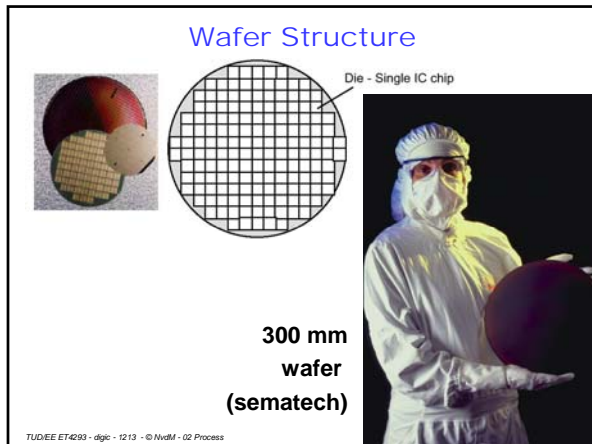 Wafer Structure
Die - Single IC chip
300 mm
wafer
(sematech)
TUD/EE ET4293 - digic - 1213 - © NvdM - 02 Process